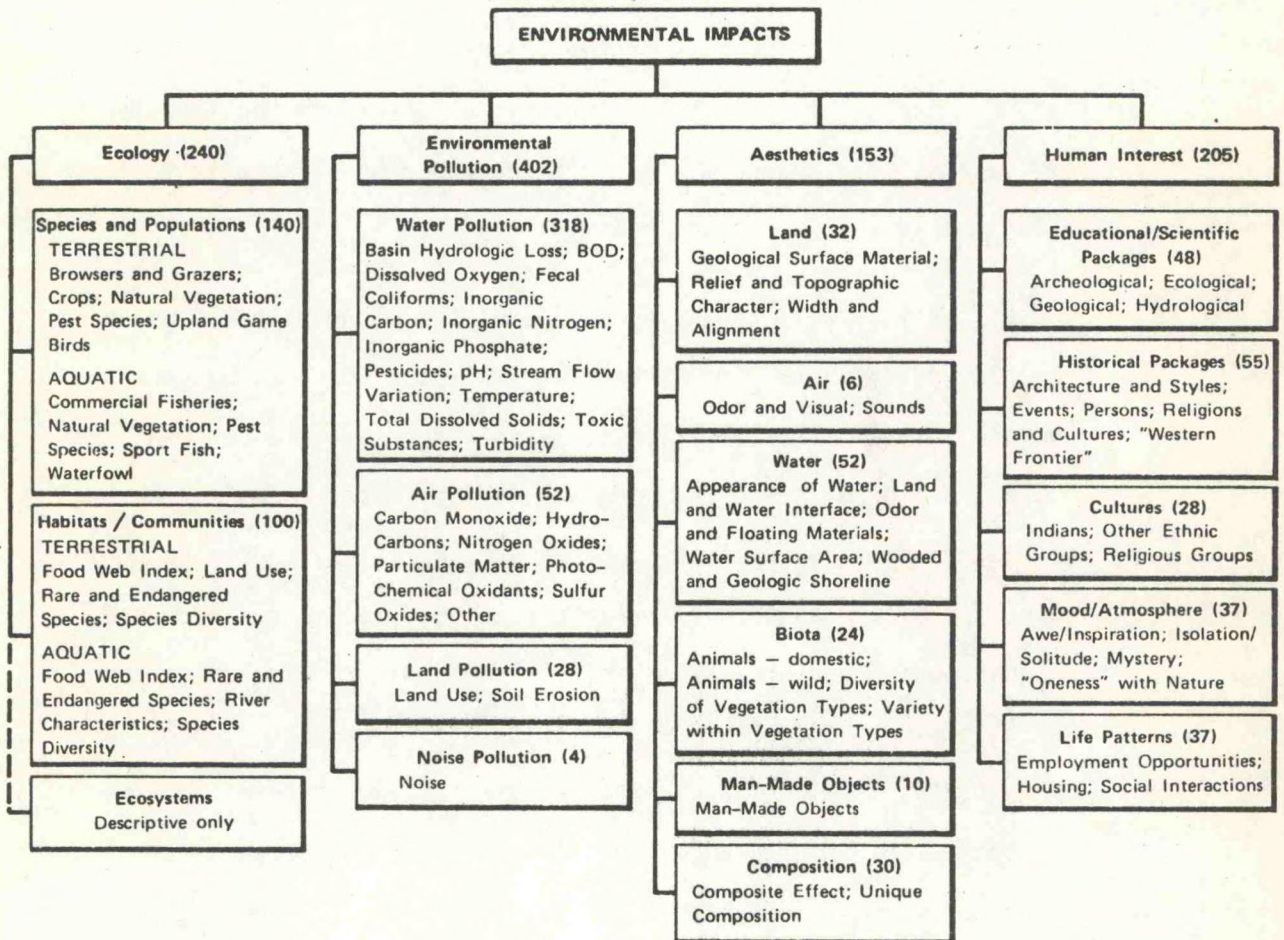 ENVIRONMENTAL IMPACTS
Ecology (240)
Species and Populations (140)
TERRESTRIAL
Browsers and Grazers;
Crops; Natural Vegetation;
Pest Species; Upland Game
Birds
AQUATIC
Commercial Fisheries;
Natural Vegetation; Pest
Species; Sport Fish;
Waterfowl
Habitats / Communities (100)
TERRESTRIAL
Food Web Index; Land Use;
Rare and Endangered
Species; Species Diversity
AQUATIC
Food Web Index; Rare and
Endangered Species; River
Characteristics; Species
Diversity
Ecosystems
Descriptive only
Environmental
Pollution (402)
Water Pollution (318)
Basin Hydrologic Loss; BOD;
Dissolved Oxygen; Fecal
Coliforms; Inorganic
Carbon; Inorganic Nitrogen;
Inorganic Phosphate;
Pesticides; pH; Stream Flow
Variation; Temperature;
Total Dissolved Solids; Toxic
Substances; Turbidity
Air Pollution (52)
Carbon Monoxide; Hydro-
Carbons; Nitrogen Oxides;
Particulate Matter; Photo-
Chemical Oxidants; Sulfur
Oxides; Other
Land Pollution (28)
Land Use; Soil Erosion
Noise Pollution (4)
Noise
Aesthetics (153)
Land (32)
Geological Surface Material;
Relief and Topographic
Character; Width and
Alignment
Air (6)
Odor and Visual; Sounds
Water (52)
Appearance of Water; Land
and Water Interface; Odor
and Floating Materials;
Water Surface Area; Wooded
and Geologic Shoreline
Biota (24)
Animals – domestic;
Animals – wild; Diversity
of Vegetation Types; Variety
within Vegetation Types
Man-Made Objects (10)
Man-Made Objects
Composition (30)
Composite Effect; Unique
Composition
Human Interest (205)
Educational/Scientific
Packages (48)
Archeological; Ecological;
Geological; Hydrological
Historical Packages (55)
Architecture and Styles;
Events; Persons; Religions
and Cultures; "Western
Frontier"
Cultures (28)
Indians; Other Ethnic
Groups; Religious Groups
Mood/Atmosphere (37)
Awe/Inspiration; Isolation/
Solitude; Mystery;
"Oneness" with Nature
Life Patterns (37)
Employment Opportunities;
Housing; Social Interactions